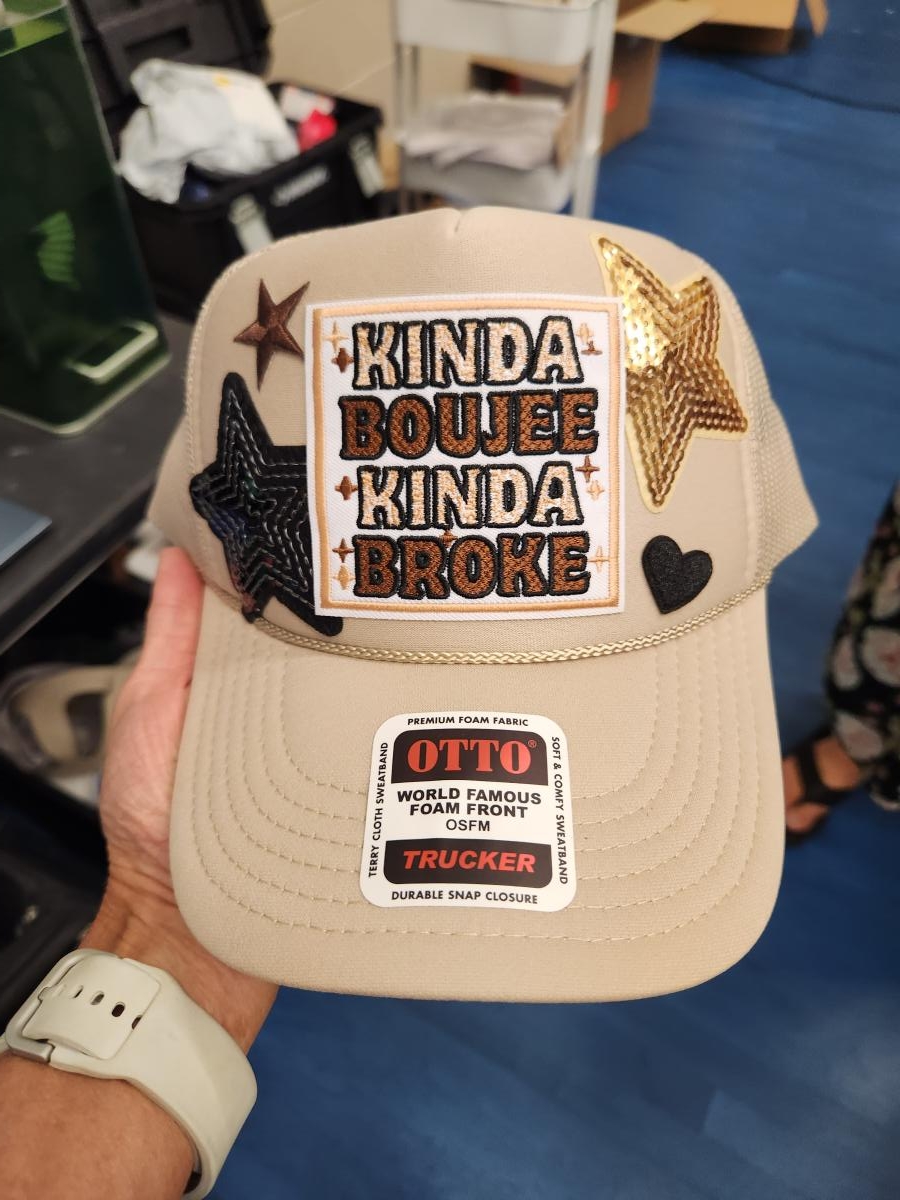 KINDA
BOUJEE
KINDA
BROKE
PREMIUM FOAM FABRIC
OTTO®
WORLD FAMOUS
FOAM FRONT
OSFM
TRUCKER
DURABLE SNAP CLOSURE
TERRY CLOTH SWEATBAND
SOFT & COMFY SWEATBAND